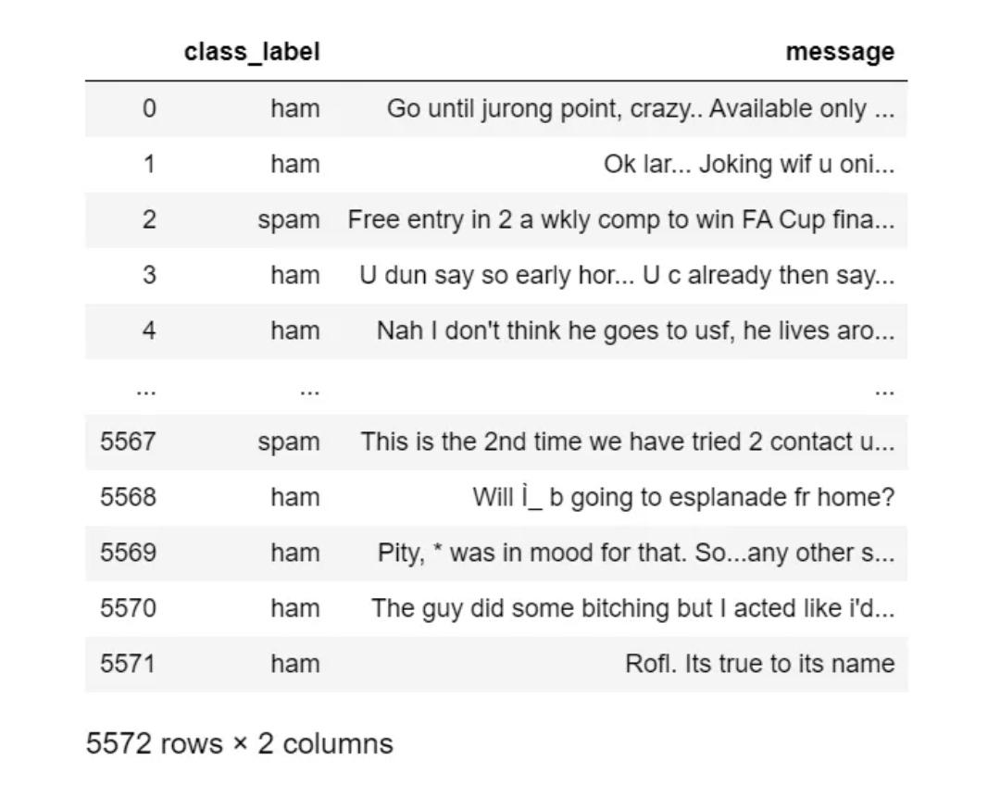 class_label message
0 ham Go until jurong point, crazy.. Available only ...
1 ham Ok lar... Joking wif u oni...
2 spam Free entry in 2 a wkly comp to win FA Cup fina...
3 ham U dun say so early hor... U c already then say...
4 ham Nah I don't think he goes to usf, he lives aro...
... ... ...
5567 spam This is the 2nd time we have tried 2 contact u...
5568 ham Will Ì_ b going to esplanade fr home?
5569 ham Pity, * was in mood for that. So...any other s...
5570 ham The guy did some bitching but I acted like i'd...
5571 ham Rofl. Its true to its name
5572 rows × 2 columns